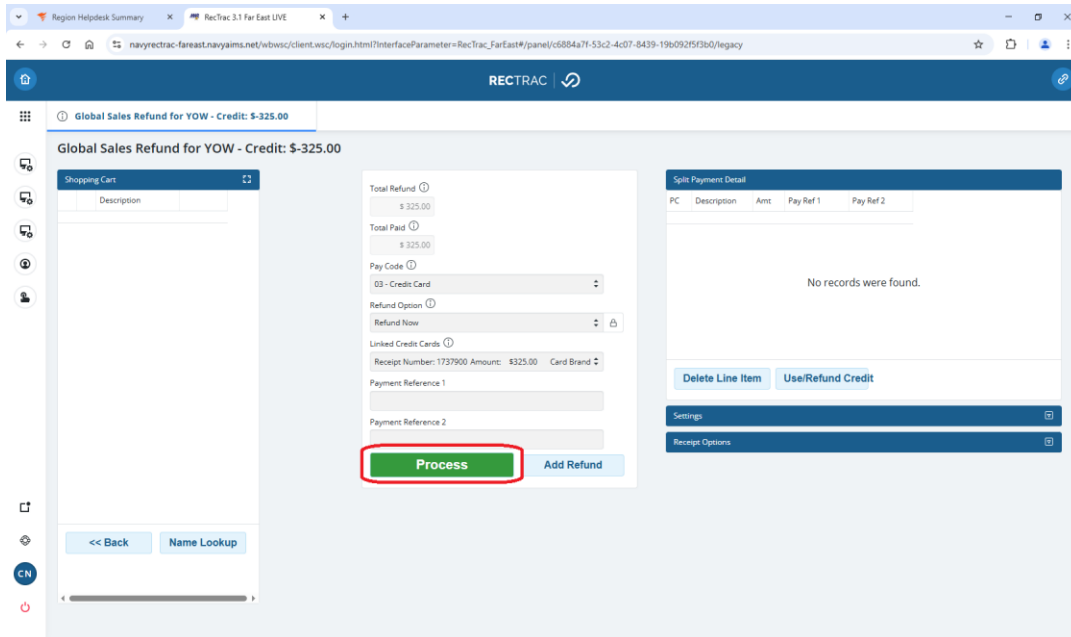 Region Helpdesk Summary
RecTrac 3.1 Far East LIVE
navyrectrac-fareast.navyaims.net/wbwsc/client.wsc/login.html?InterfaceParameter=RecTrac_FarEast#/panel/c6884a7f-53c2-4c07-8439-19b092f5f3b0/legacy
RECTRAC
Global Sales Refund for YOW - Credit: $-325.00
Global Sales Refund for YOW - Credit: $-325.00
Shopping Cart
Description
<< Back Name Lookup
CN
Total Refund
$ 325.00
Total Paid
$ 325.00
Pay Code
03 - Credit Card
Refund Option
Refund Now
Linked Credit Cards
Receipt Number: 1737900 Amount: $325.00 Card Brand
Payment Reference 1
Payment Reference 2
Process Add Refund
Split Payment Detail
PC Description Amt Pay Ref 1 Pay Ref 2
No records were found.
Delete Line Item Use/Refund Credit
Settings
Receipt Options